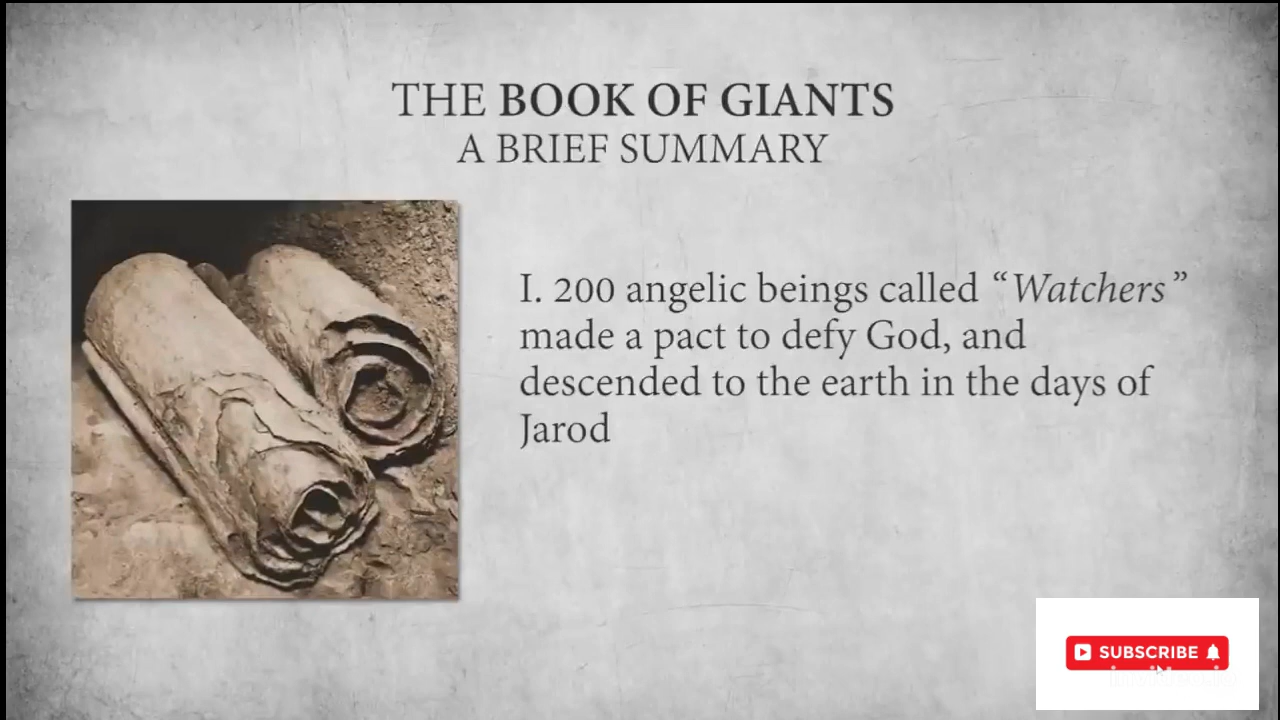 THE BOOK OF GIANTS
A BRIEF SUMMARY
I. 200 angelic beings called “Watchers”
made a pact to defy God, and
descended to the earth in the days of
Jarod
SUBSCRIBE